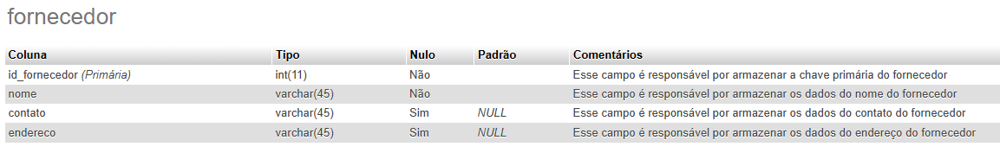 fornecedor
Coluna Tipo Nulo Padrão Comentários
id_fornecedor (Primária) int(11) Não Esse campo é responsável por armazenar a chave primária do fornecedor
nome varchar(45) Não Esse campo é responsável por armazenar os dados do nome do fornecedor
contato varchar(45) Sim NULL Esse campo é responsável por armazenar os dados do contato do fornecedor
endereco varchar(45) Sim NULL Esse campo é responsável por armazenar os dados do endereço do fornecedor